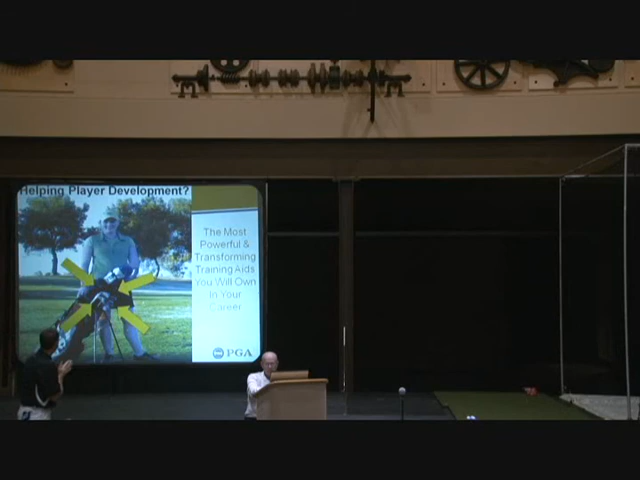 Helping Player Development?
The Most
Powerful &
Transforming
Training Aids
You Will Own
In Your
Career
PGA